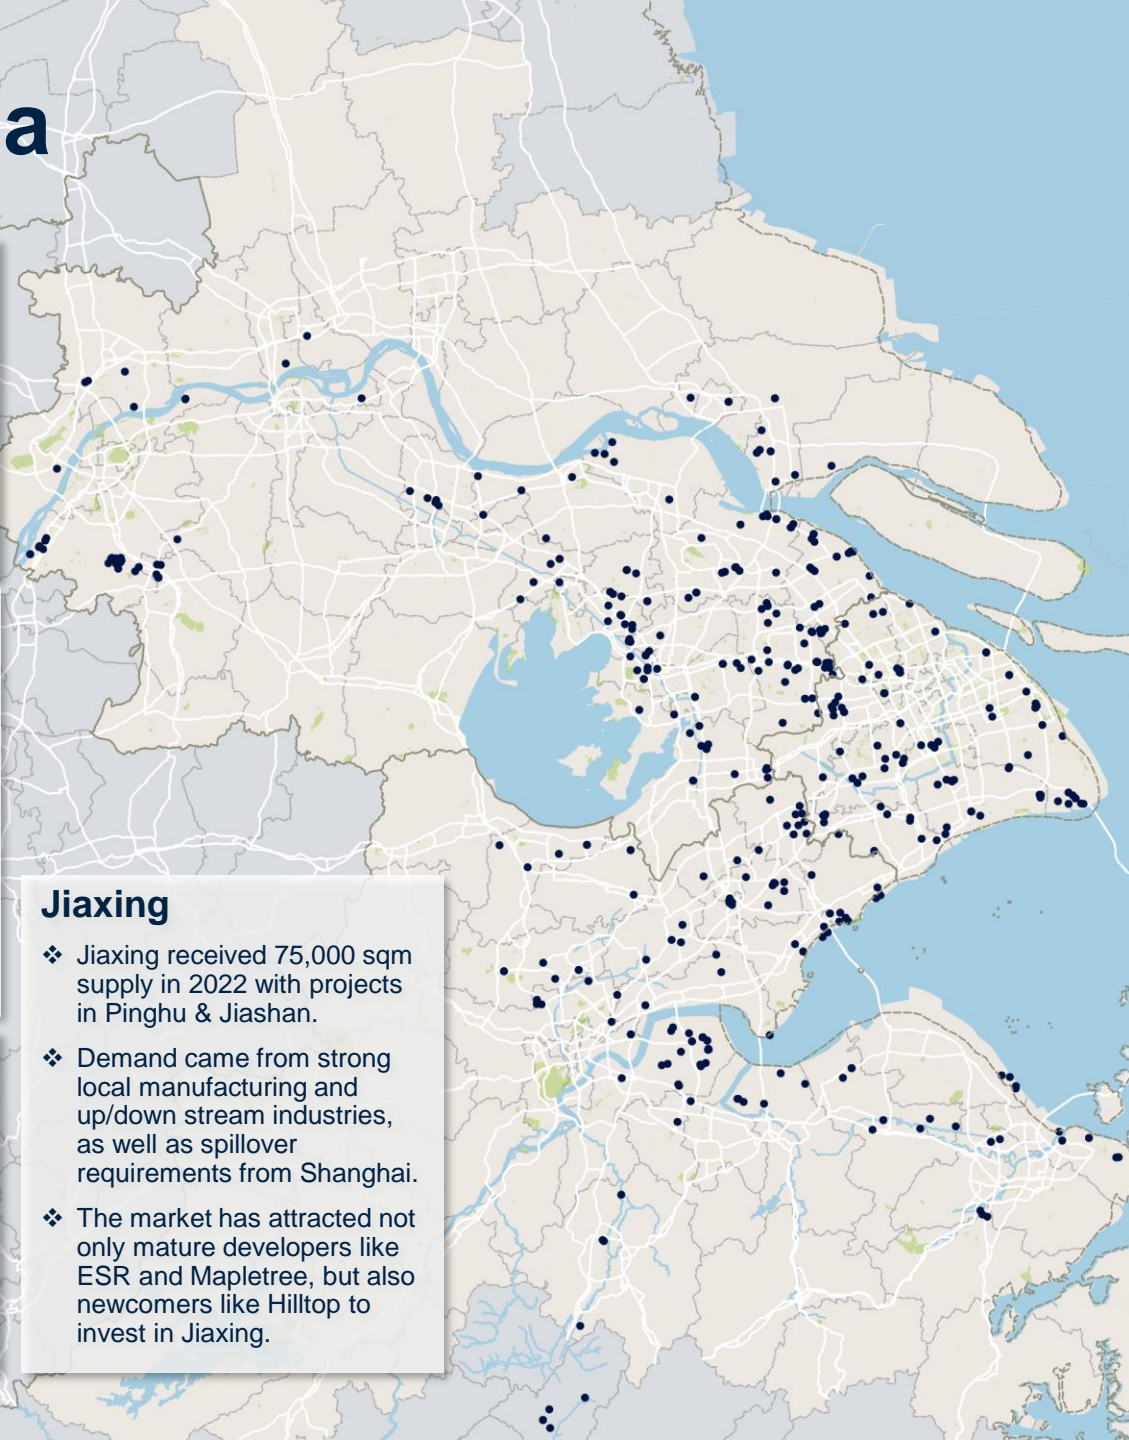 a
Jiaxing
❖ Jiaxing received 75,000 sqm
supply in 2022 with projects
in Pinghu & Jiashan.
❖ Demand came from strong
local manufacturing and
up/down stream industries,
as well as spillover
requirements from Shanghai.
❖ The market has attracted not
only mature developers like
ESR and Mapletree, but also
newcomers like Hilltop to
invest in Jiaxing.